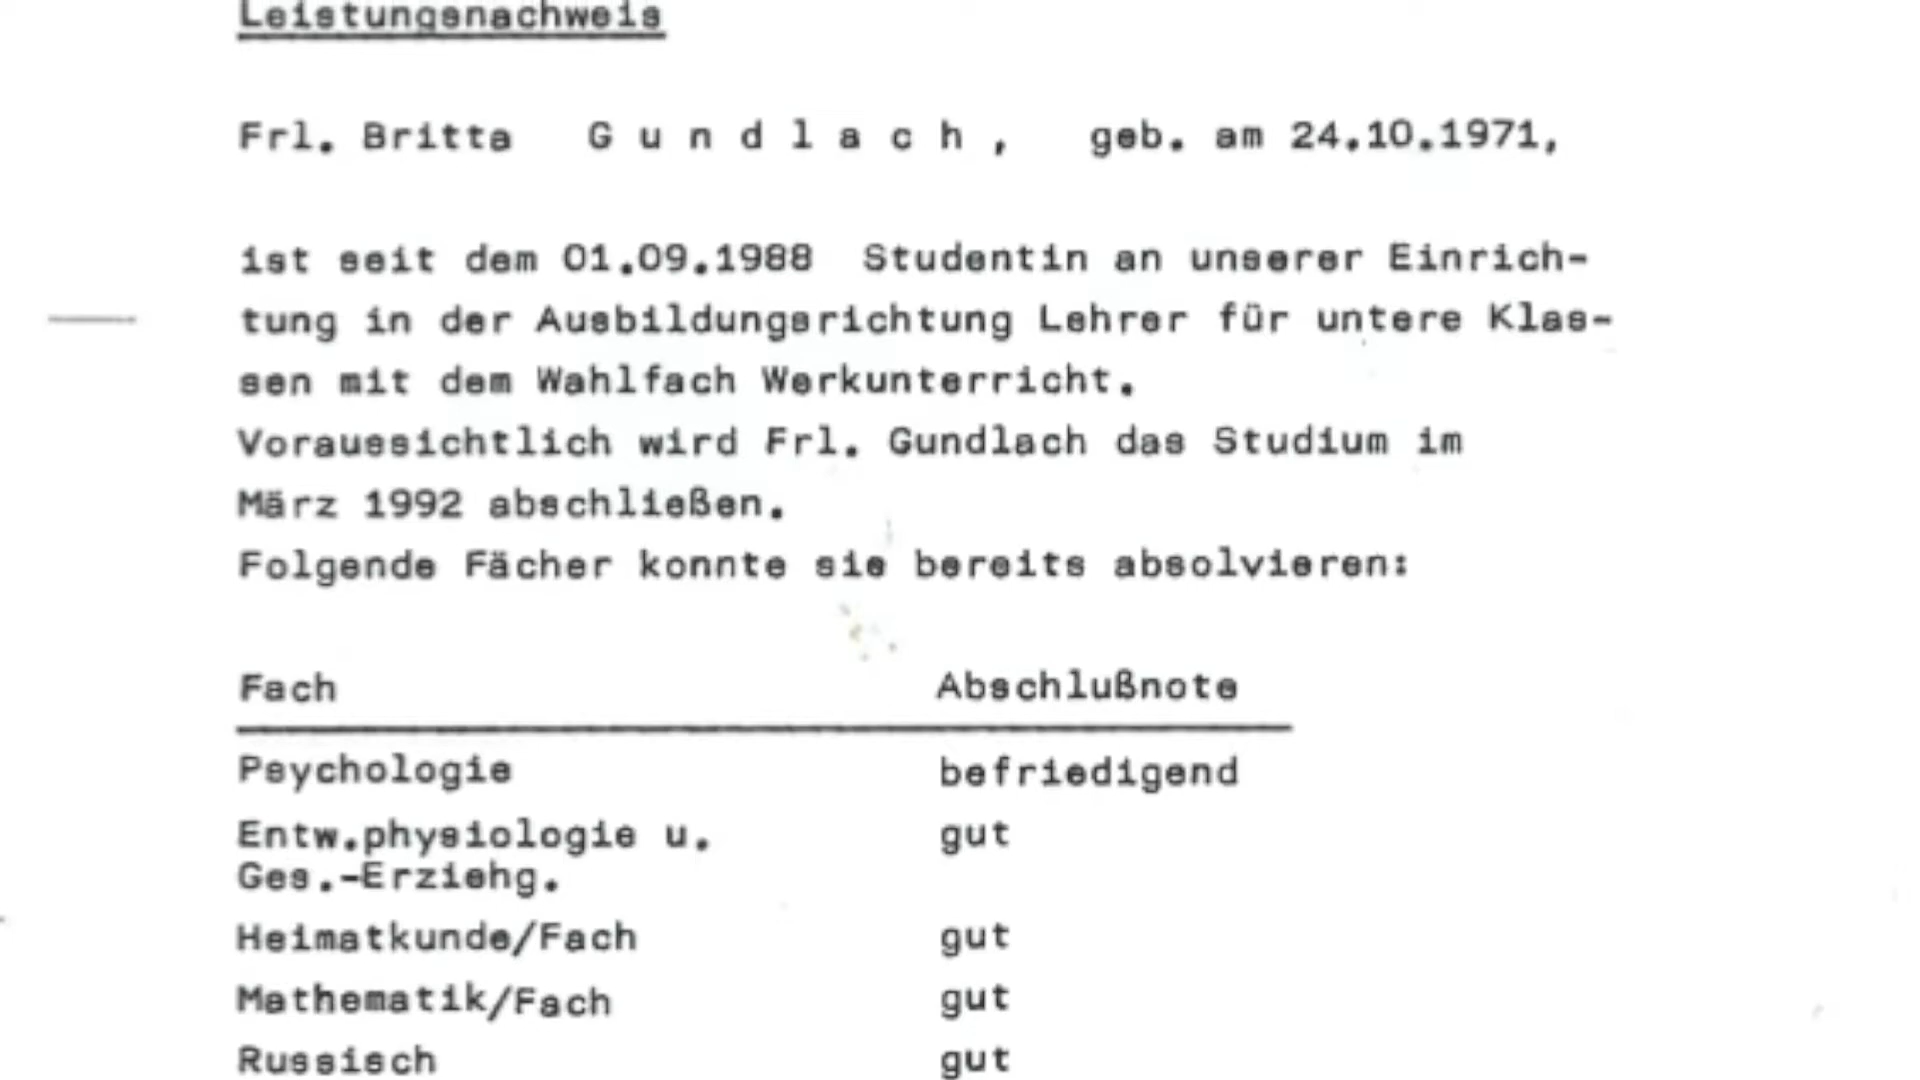 Leistungsnachweis
Frl. Britta G u n d l a c h , geb. am 24.10.1971,
ist seit dem 01.09.1988 Studentin an unserer Einrich-
tung in der Ausbildungsrichtung Lehrer für untere Klas-
sen mit dem Wahlfach Werkunterricht.
Voraussichtlich wird Frl. Gundlach das Studium im
März 1992 abschließen.
Folgende Fächer konnte sie bereits absolvieren:
Fach Abschlußnote
Psychologie befriedigend
Entw.physiologie u. gut
Ges.-Erziehg.
Heimatkunde/Fach gut
Mathematik/Fach gut
Russisch gut